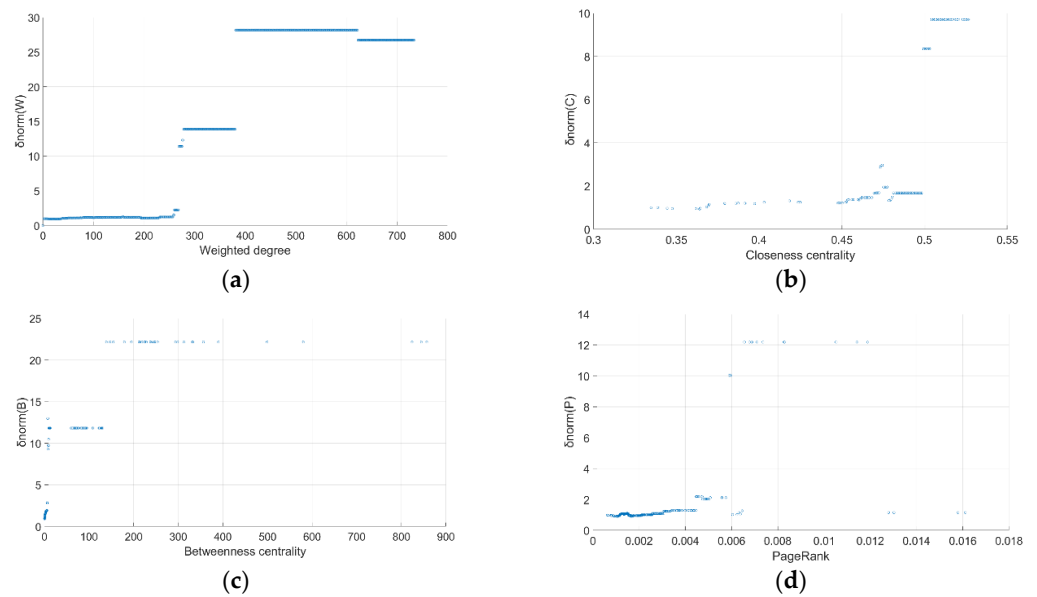 30
25
20
15
10
5
0
δnorm(W)
0 100 200 300 400 500 600 700 800
Weighted degree
(a)
10
8
6
4
2
0
δnorm(C)
0.3 0.35 0.4 0.45 0.5 0.55
Closeness centrality
(b)
25
20
15
10
5
0
δnorm(B)
0 100 200 300 400 500 600 700 800 900
Betweenness centrality
(c)
14
12
10
8
6
4
2
0
δnorm(P)
0 0.002 0.004 0.006 0.008 0.01 0.012 0.014 0.016 0.018
PageRank
(d)